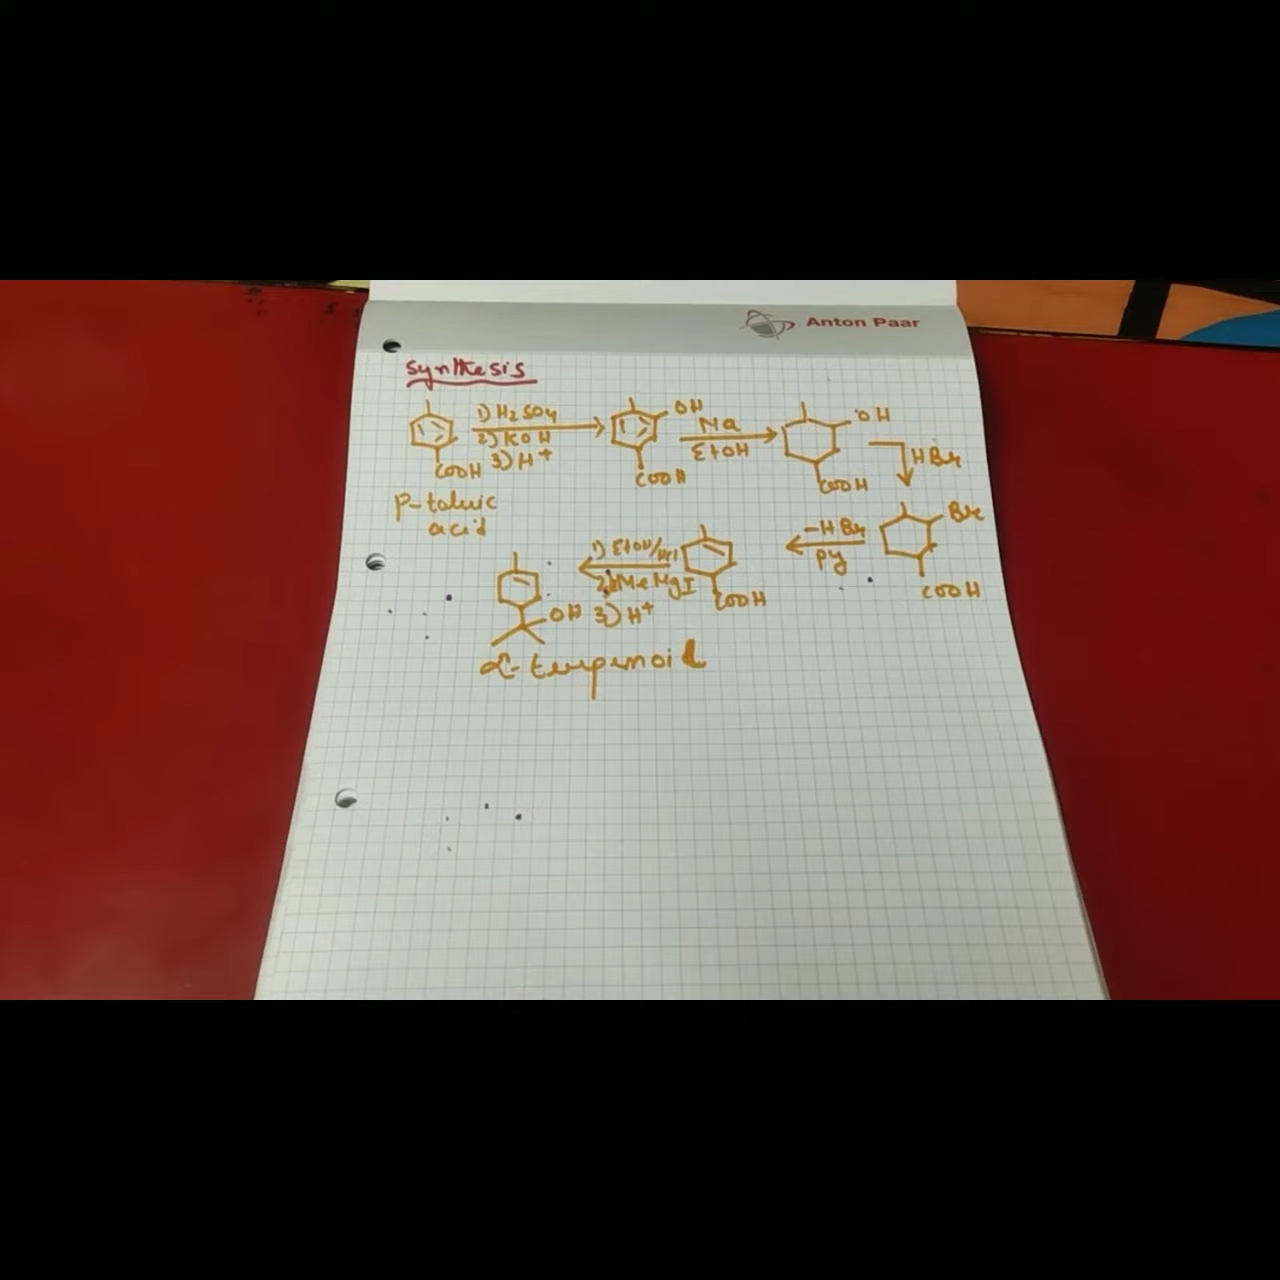 Anton Paar
Synthesis
1) H2SO4
2) KOH
3) H+
COOH
P-toluic
acid
OH
COOH
Na
EtOH
OH
COOH
HBr
Br
COOH
-HBr
py
COOH
1) EtOH/HCl
2) MeMgI
3) H+
OH
α-terpinoil